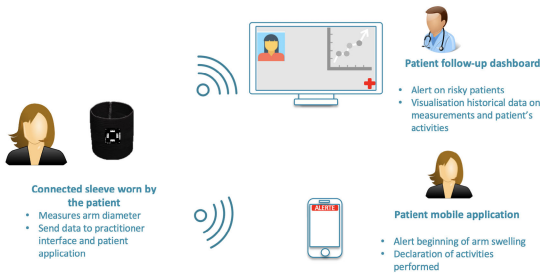 Patient follow-up dashboard
• Alert on risky patients
• Visualisation historical data on
measurements and patient's
activities
Connected sleeve worn by
the patient
• Measures arm diameter
• Send data to practitioner
interface and patient
application
ALERTE
Patient mobile application
• Alert beginning of arm swelling
• Declaration of activities
performed